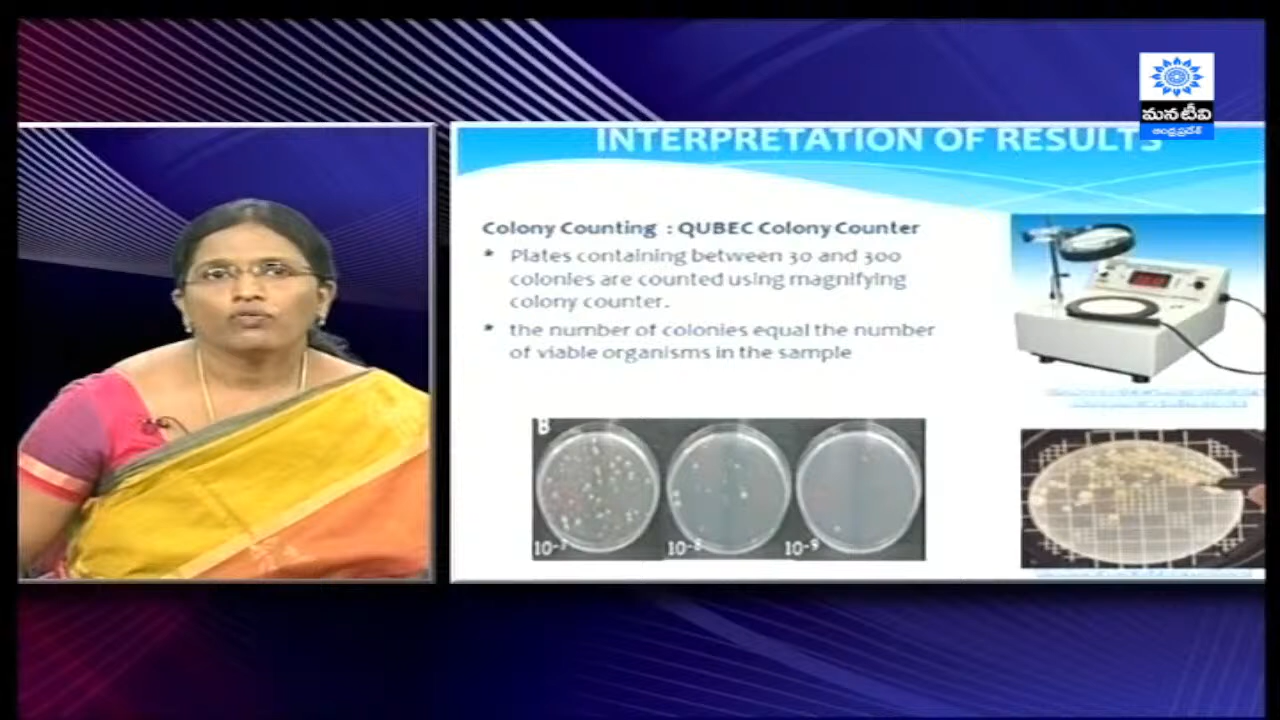 మనటీవి
ఆంధ్రప్రదేశ్
INTERPRETATION OF RESULTS
Colony Counting : QUBEC Colony Counter
* Plates containing between 30 and 300
colonies are counted using magnifying
colony counter.
* the number of colonies equal the number
of viable organisms in the sample
B
10-7 10-8 10-9